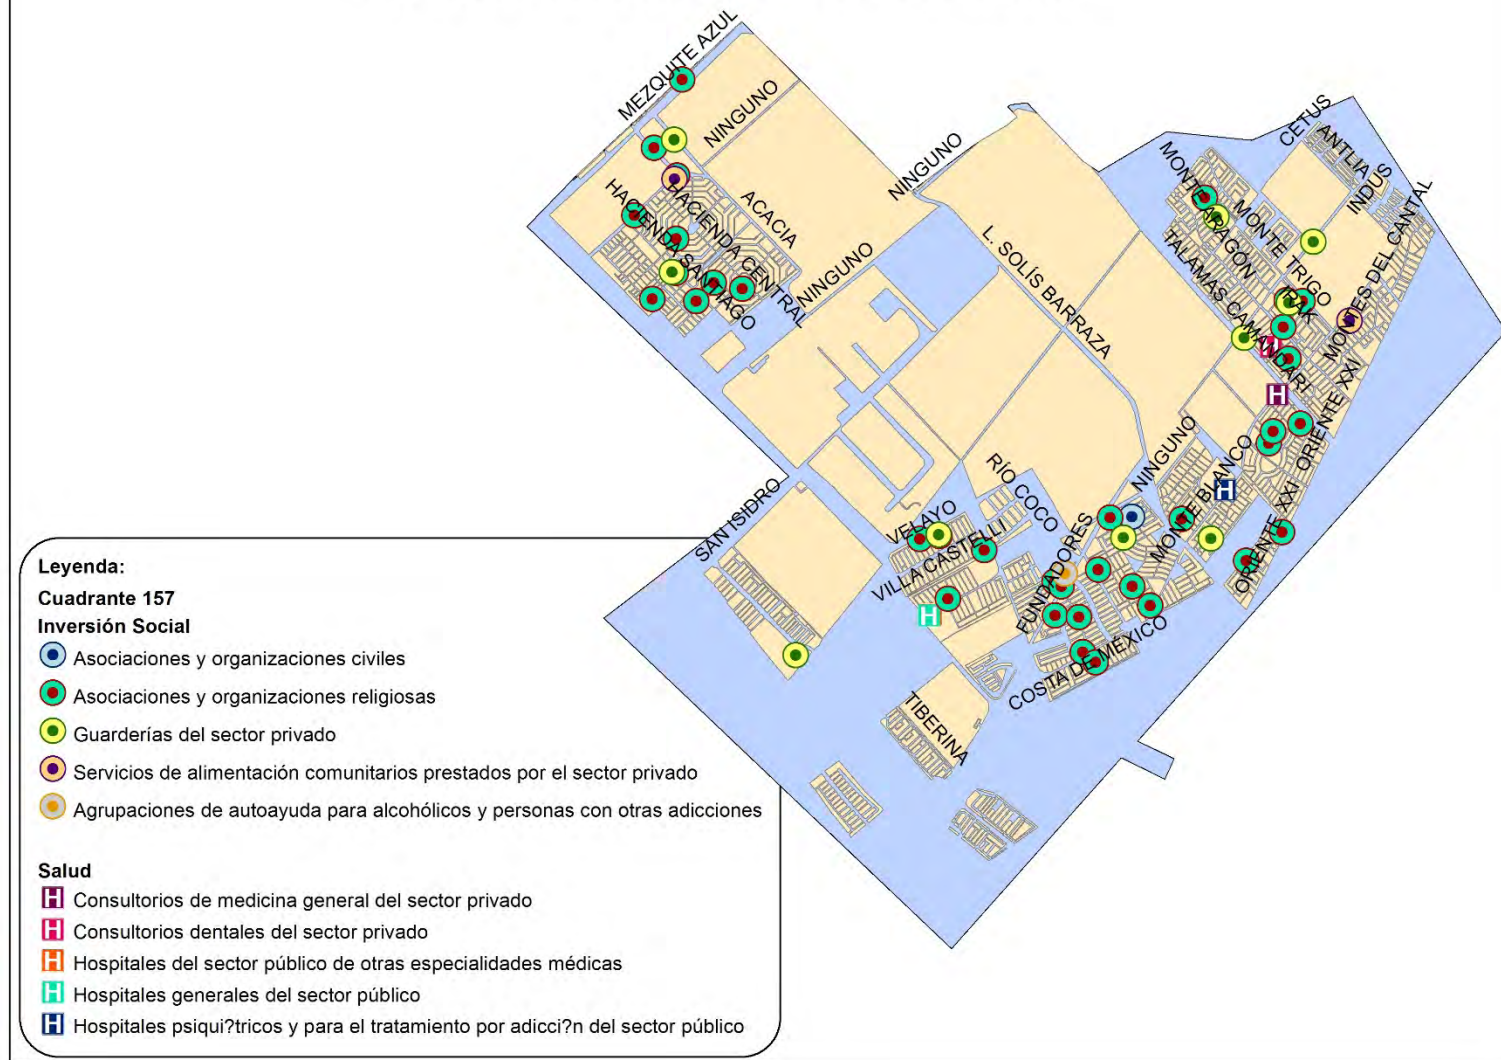 MEZQUITE AZUL
NINGUNO
HACIENDA CENTRAL
HACIENDA SANTIAGO
ACACIA
NINGUNO
NINGUNO
L. SOLÍS BARRAZA
CETUS
ANTLIA
INDUS
MONTE ARAGON
MONTE TRIGO
MONTES DEL CANTAL
TALAMAS CAMANDARI
IRAK
ORIENTE XXI
NINGUNO
MONTE BLANCO
ORIENTE XXI
RÍO COCO
VELAYO
VILLA CASTELLI
FUNDADORES
SAN ISIDRO
COSTA DE MÉXICO
TIBERINA
Leyenda:
Cuadrante 157
Inversión Social
Asociaciones y organizaciones civiles
Asociaciones y organizaciones religiosas
Guarderías del sector privado
Servicios de alimentación comunitarios prestados por el sector privado
Agrupaciones de autoayuda para alcohólicos y personas con otras adicciones
Salud
H Consultorios de medicina general del sector privado
H Consultorios dentales del sector privado
H Hospitales del sector público de otras especialidades médicas
H Hospitales generales del sector público
H Hospitales psiqui?tricos y para el tratamiento por adicci?n del sector público